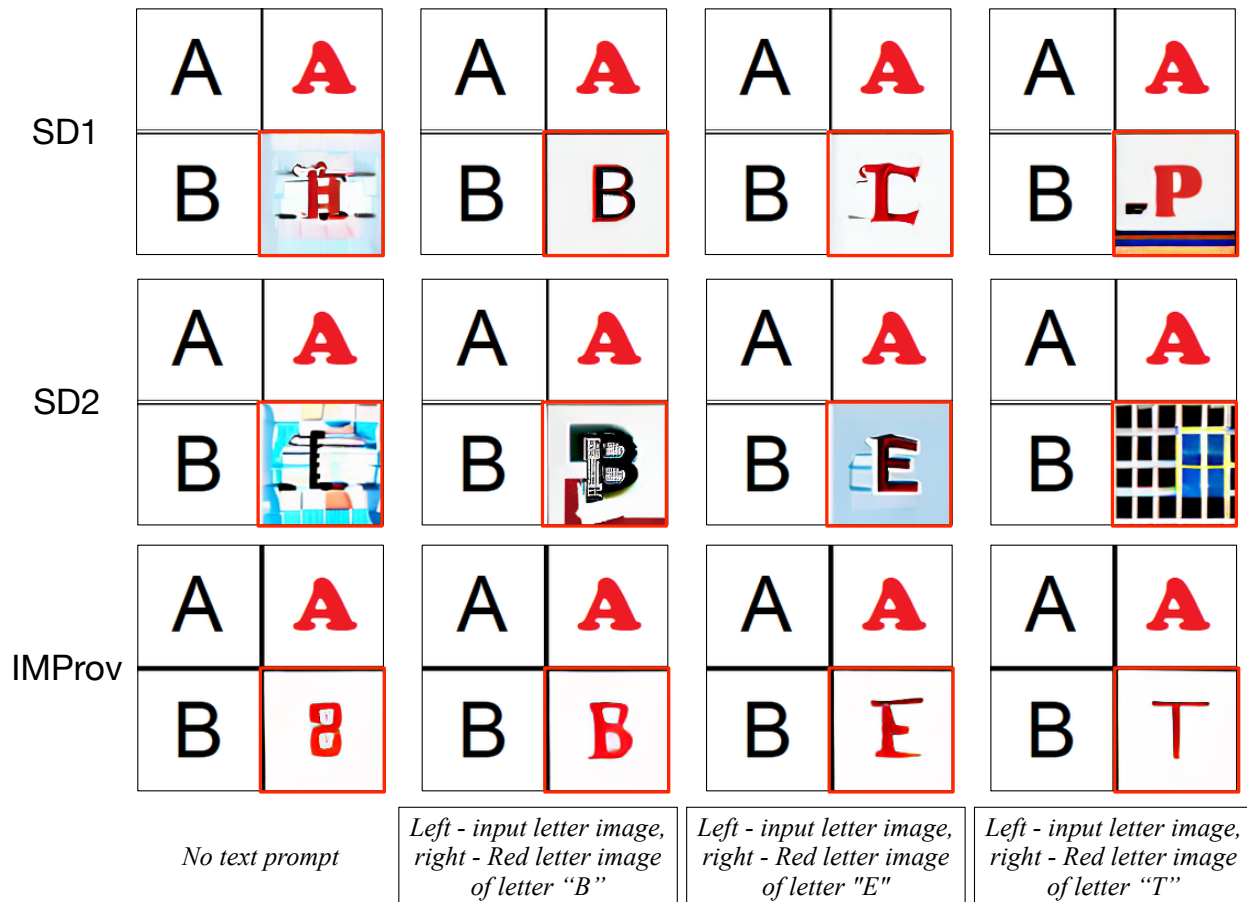 A A A A A A A A
SD1
B B B B I B P
A A A A A A A A
SD2
B B B B E B
A A A A A A A A
IMProv
B 8 B B B E B T
No text prompt
Left - input letter image,
right - Red letter image
of letter “B”
Left - input letter image,
right - Red letter image
of letter "E"
Left - input letter image,
right - Red letter image
of letter “T”